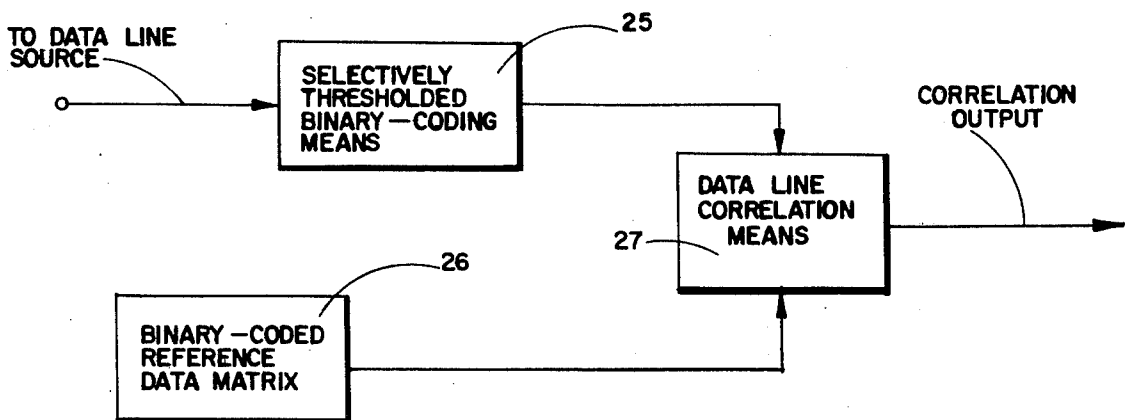 TO DATA LINE
SOURCE
25
SELECTIVELY
THRESHOLDED
BINARY-CODING
MEANS
CORRELATION
OUTPUT
DATA LINE
CORRELATION
MEANS
27
26
BINARY-CODED
REFERENCE
DATA MATRIX